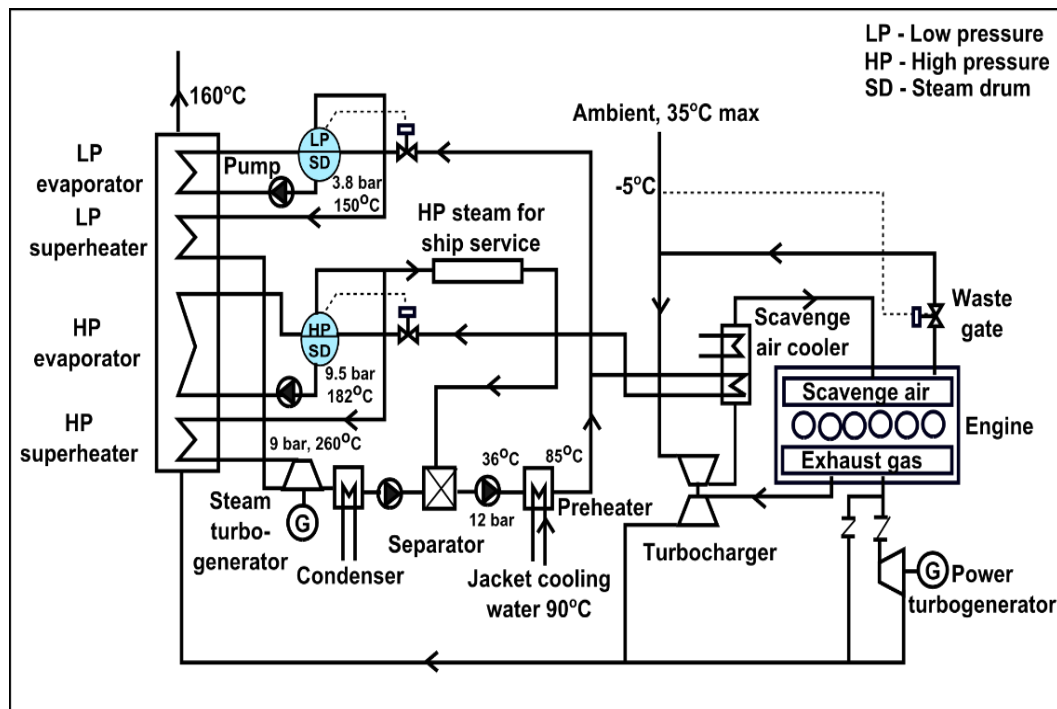 LP - Low pressure
HP - High pressure
SD - Steam drum
160°C
Ambient, 35°C max
LP
evaporator
Pump
LP
SD
3.8 bar
150°C
-5°C
LP
superheater
HP steam for
ship service
Waste
gate
Scavenge
air cooler
HP
evaporator
HP
SD
9.5 bar
182°C
Scavenge air
Engine
Exhaust gas
HP
superheater
9 bar, 260°C
36°C
85°C
12 bar
Preheater
Steam
turbo-
generator
G
Condenser
Separator
Jacket cooling
water 90°C
Turbocharger
G
Power
turbogenerator